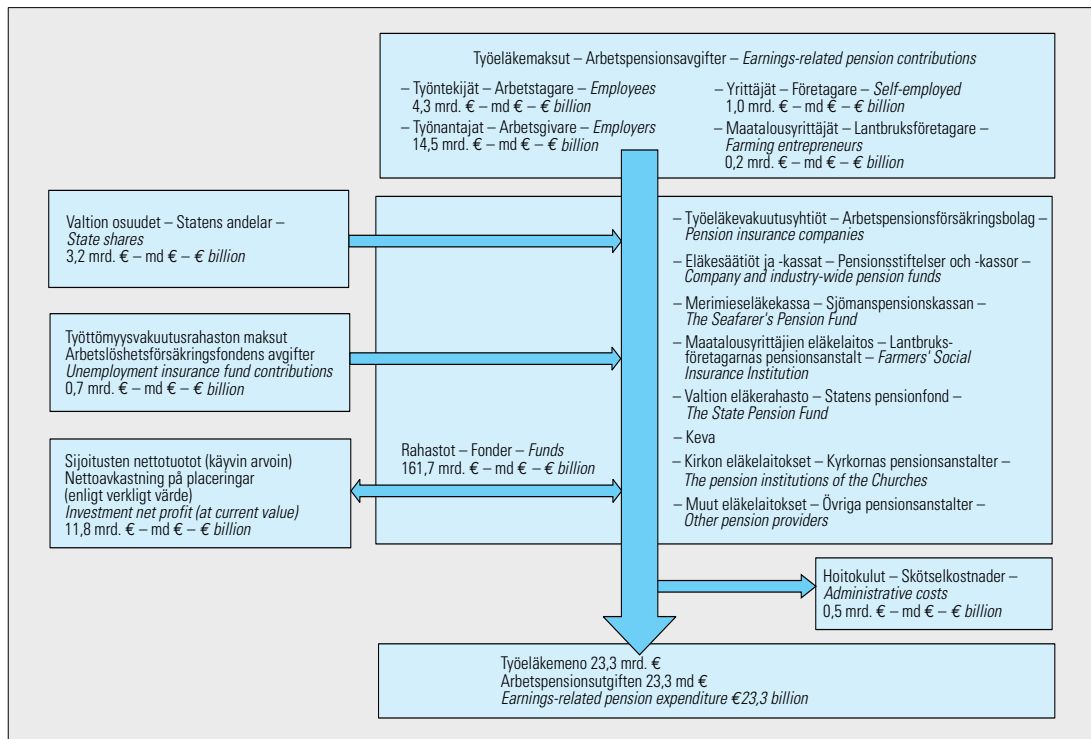 Työeläkemaksut – Arbetspensionsavgifter – Earnings-related pension contributions
– Työntekijät – Arbetstagare – Employees
4,3 mrd. € – md € – € billion
– Työnantajat – Arbetsgivare – Employers
14,5 mrd. € – md € – € billion
– Yrittäjät – Företagare – Self-employed
1,0 mrd. € – md € – € billion
– Maatalousyrittäjät – Lantbruksföretagare –
Farming entrepreneurs
0,2 mrd. € – md € – € billion
Valtion osuudet – Statens andelar –
State shares
3,2 mrd. € – md € – € billion
Työttömyysvakuutusrahaston maksut
Arbetslöshetsförsäkringsfondens avgifter
Unemployment insurance fund contributions
0,7 mrd. € – md € – € billion
Sijoitusten nettotuotot (käyvin arvoin)
Nettoavkastning på placeringar
(enligt verkligt värde)
Investment net profit (at current value)
11,8 mrd. € – md € – € billion
Rahastot – Fonder – Funds
161,7 mrd. € – md € – € billion
– Työeläkevakuutusyhtiöt – Arbetspensionsförsäkringsbolag –
Pension insurance companies
– Eläkesäätiöt ja -kassat – Pensionsstiftelser och -kassor –
Company and industry-wide pension funds
– Merimieseläkekassa – Sjömanspensionskassan –
The Seafarer's Pension Fund
– Maatalousyrittäjien eläkelaitos – Lantbruks-
företagarnas pensionsanstalt – Farmers' Social
Insurance Institution
– Valtion eläkerahasto – Statens pensionfond –
The State Pension Fund
– Keva
– Kirkon eläkelaitokset – Kyrkornas pensionsanstalter –
The pension institutions of the Churches
– Muut eläkelaitokset – Övriga pensionsanstalter –
Other pension providers
Hoitokulut – Skötselkostnader –
Administrative costs
0,5 mrd. € – md € – € billion
Työeläkemeno 23,3 mrd. €
Arbetspensionsutgiften 23,3 md €
Earnings-related pension expenditure €23,3 billion